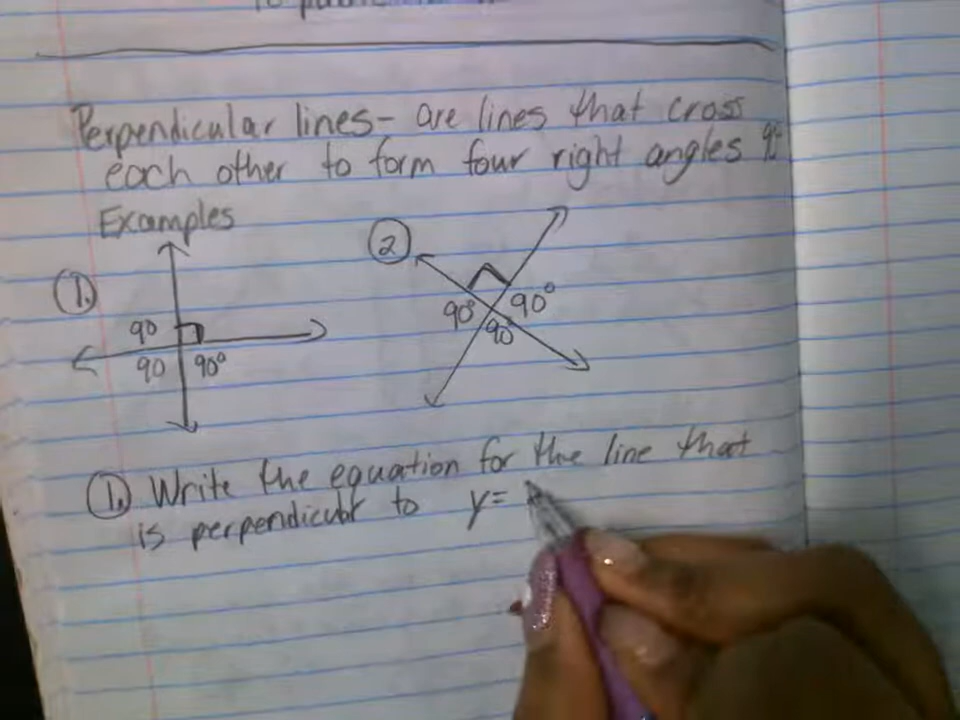 Perpendicular lines- are lines that cross
each other to form four right angles 90°
Examples
①. ②
90 90° 90°
90 90° 90°
①. Write the equation for the line that
is perpendicular to y=